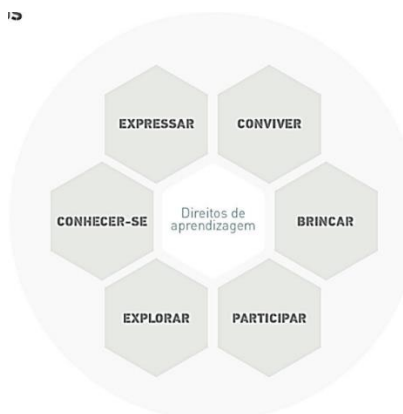 EXPRESSAR
CONVIVER
CONHECER-SE
Direitos de
aprendizagem
BRINCAR
EXPLORAR
PARTICIPAR